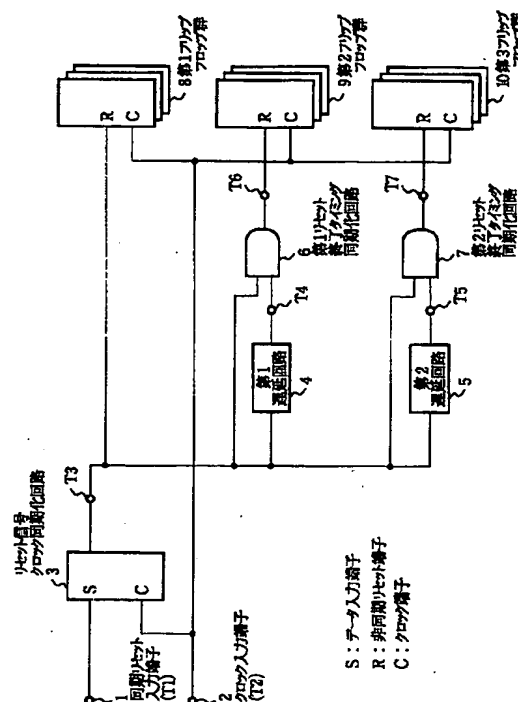 1
同期リセット
入力端子
(T1)
2
クロック入力端子
(T2)
リセット信号
クロック同期化回路
3
S
C
T3
第1
遅延回路
4
T4
6
第1リセット
終了タイミング
同期化回路
T6
第2
遅延回路
5
T5
7
第2リセット
終了タイミング
同期化回路
T7
R
C
8第1フリップ
フロップ群
R
C
9第2フリップ
フロップ群
R
C
10第3フリップ
フロップ群
S:データ入力端子
R:非同期リセット端子
C:クロック端子